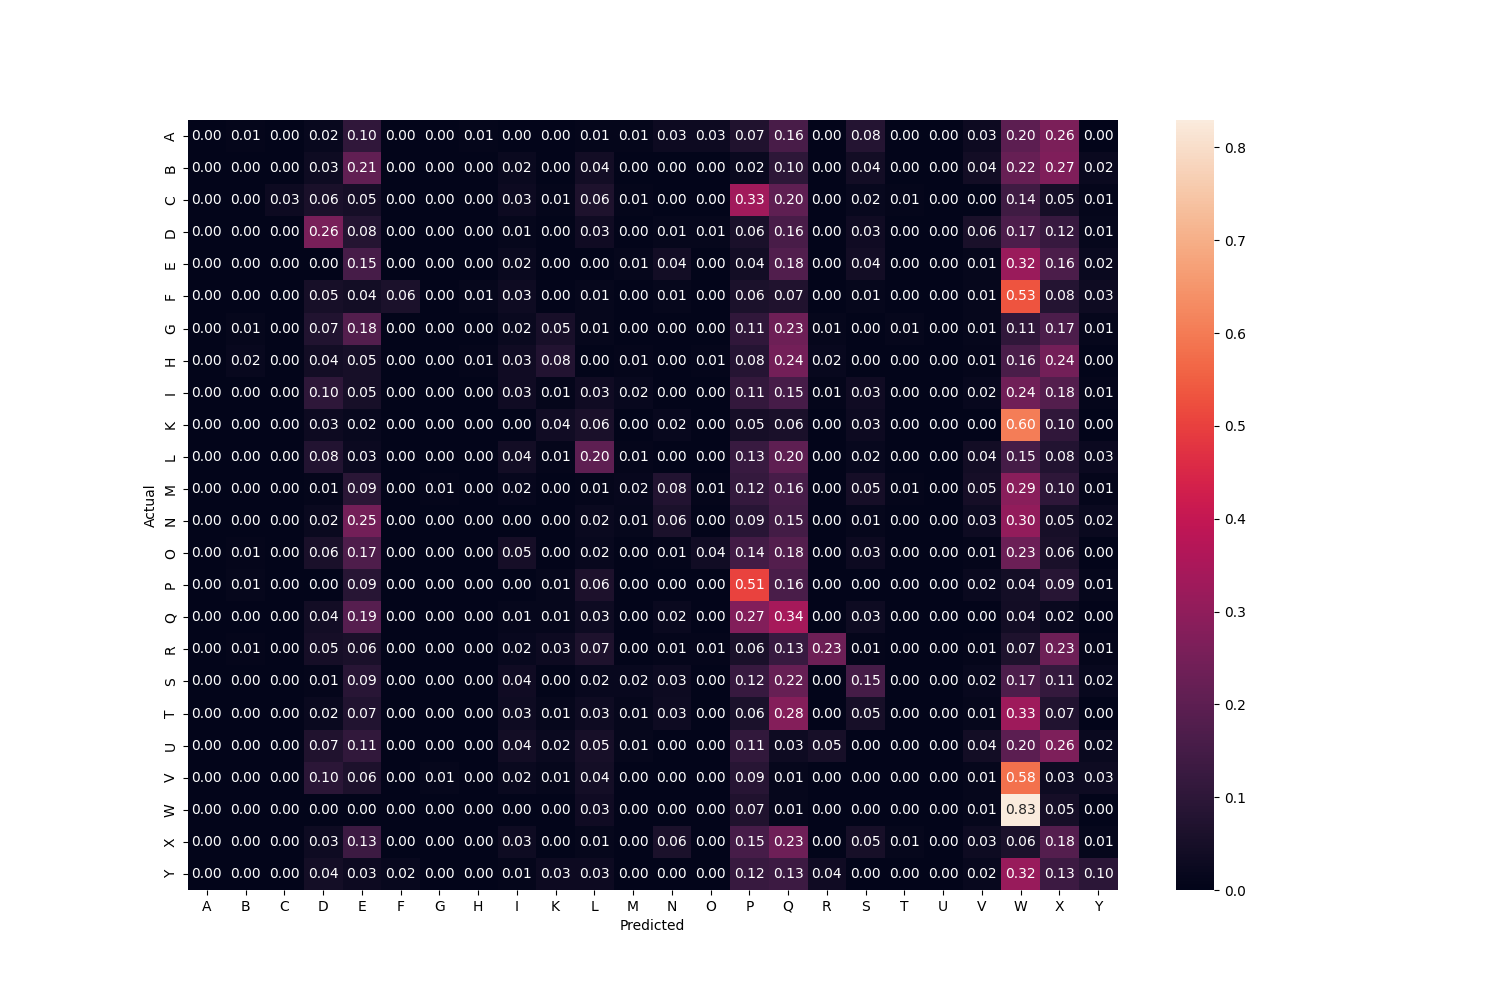 A 0.00 0.01 0.00 0.02 0.10 0.00 0.00 0.01 0.00 0.00 0.01 0.01 0.03 0.03 0.07 0.16 0.00 0.08 0.00 0.00 0.03 0.20 0.26 0.00
B 0.00 0.00 0.00 0.03 0.21 0.00 0.00 0.00 0.02 0.00 0.04 0.00 0.00 0.00 0.02 0.10 0.00 0.04 0.00 0.00 0.04 0.22 0.27 0.02
C 0.00 0.00 0.03 0.06 0.05 0.00 0.00 0.00 0.03 0.01 0.06 0.01 0.00 0.00 0.33 0.20 0.00 0.02 0.01 0.00 0.00 0.14 0.05 0.01
D 0.00 0.00 0.00 0.26 0.08 0.00 0.00 0.00 0.01 0.00 0.03 0.00 0.01 0.01 0.06 0.16 0.00 0.03 0.00 0.00 0.06 0.17 0.12 0.01
E 0.00 0.00 0.00 0.00 0.15 0.00 0.00 0.00 0.02 0.00 0.00 0.01 0.04 0.00 0.04 0.18 0.00 0.04 0.00 0.00 0.01 0.32 0.16 0.02
F 0.00 0.00 0.00 0.05 0.04 0.06 0.00 0.01 0.03 0.00 0.01 0.00 0.01 0.00 0.06 0.07 0.00 0.01 0.00 0.00 0.01 0.53 0.08 0.03
G 0.00 0.01 0.00 0.07 0.18 0.00 0.00 0.00 0.02 0.05 0.01 0.00 0.00 0.00 0.11 0.23 0.01 0.00 0.01 0.00 0.01 0.11 0.17 0.01
H 0.00 0.02 0.00 0.04 0.05 0.00 0.00 0.01 0.03 0.08 0.00 0.01 0.00 0.01 0.08 0.24 0.02 0.00 0.00 0.00 0.01 0.16 0.24 0.00
I 0.00 0.00 0.00 0.10 0.05 0.00 0.00 0.00 0.03 0.01 0.03 0.02 0.00 0.00 0.11 0.15 0.01 0.03 0.00 0.00 0.02 0.24 0.18 0.01
K 0.00 0.00 0.00 0.03 0.02 0.00 0.00 0.00 0.00 0.04 0.06 0.00 0.02 0.00 0.05 0.06 0.00 0.03 0.00 0.00 0.00 0.60 0.10 0.00
L 0.00 0.00 0.00 0.08 0.03 0.00 0.00 0.00 0.04 0.01 0.20 0.01 0.00 0.00 0.13 0.20 0.00 0.02 0.00 0.00 0.04 0.15 0.08 0.03
M 0.00 0.00 0.00 0.01 0.09 0.00 0.01 0.00 0.02 0.00 0.01 0.02 0.08 0.01 0.12 0.16 0.00 0.05 0.01 0.00 0.05 0.29 0.10 0.01
N 0.00 0.00 0.00 0.02 0.25 0.00 0.00 0.00 0.00 0.00 0.02 0.01 0.06 0.00 0.09 0.15 0.00 0.01 0.00 0.00 0.03 0.30 0.05 0.02
O 0.00 0.01 0.00 0.06 0.17 0.00 0.00 0.00 0.05 0.00 0.02 0.00 0.01 0.04 0.14 0.18 0.00 0.03 0.00 0.00 0.01 0.23 0.06 0.00
P 0.00 0.01 0.00 0.00 0.09 0.00 0.00 0.00 0.00 0.01 0.06 0.00 0.00 0.00 0.51 0.16 0.00 0.00 0.00 0.00 0.02 0.04 0.09 0.01
Q 0.00 0.00 0.00 0.04 0.19 0.00 0.00 0.00 0.01 0.01 0.03 0.00 0.02 0.00 0.27 0.34 0.00 0.03 0.00 0.00 0.00 0.04 0.02 0.00
R 0.00 0.01 0.00 0.05 0.06 0.00 0.00 0.00 0.02 0.03 0.07 0.00 0.01 0.01 0.06 0.13 0.23 0.01 0.00 0.00 0.01 0.07 0.23 0.01
S 0.00 0.00 0.00 0.01 0.09 0.00 0.00 0.00 0.04 0.00 0.02 0.02 0.03 0.00 0.12 0.22 0.00 0.15 0.00 0.00 0.02 0.17 0.11 0.02
T 0.00 0.00 0.00 0.02 0.07 0.00 0.00 0.00 0.03 0.01 0.03 0.01 0.03 0.00 0.06 0.28 0.00 0.05 0.00 0.00 0.01 0.33 0.07 0.00
U 0.00 0.00 0.00 0.07 0.11 0.00 0.00 0.00 0.04 0.02 0.05 0.01 0.00 0.00 0.11 0.03 0.05 0.00 0.00 0.00 0.04 0.20 0.26 0.02
V 0.00 0.00 0.00 0.10 0.06 0.00 0.01 0.00 0.02 0.01 0.04 0.00 0.00 0.00 0.09 0.01 0.00 0.00 0.00 0.00 0.01 0.58 0.03 0.03
W 0.00 0.00 0.00 0.00 0.00 0.00 0.00 0.00 0.00 0.00 0.03 0.00 0.00 0.00 0.07 0.01 0.00 0.00 0.00 0.00 0.01 0.83 0.05 0.00
X 0.00 0.00 0.00 0.03 0.13 0.00 0.00 0.00 0.03 0.00 0.01 0.00 0.06 0.00 0.15 0.23 0.00 0.05 0.01 0.00 0.03 0.06 0.18 0.01
Y 0.00 0.00 0.00 0.04 0.03 0.02 0.00 0.00 0.01 0.03 0.03 0.00 0.00 0.00 0.12 0.13 0.04 0.00 0.00 0.00 0.02 0.32 0.13 0.10
A B C D E F G H I K L M N O P Q R S T U V W X Y
Predicted
Actual
0.8
0.7
0.6
0.5
0.4
0.3
0.2
0.1
0.0